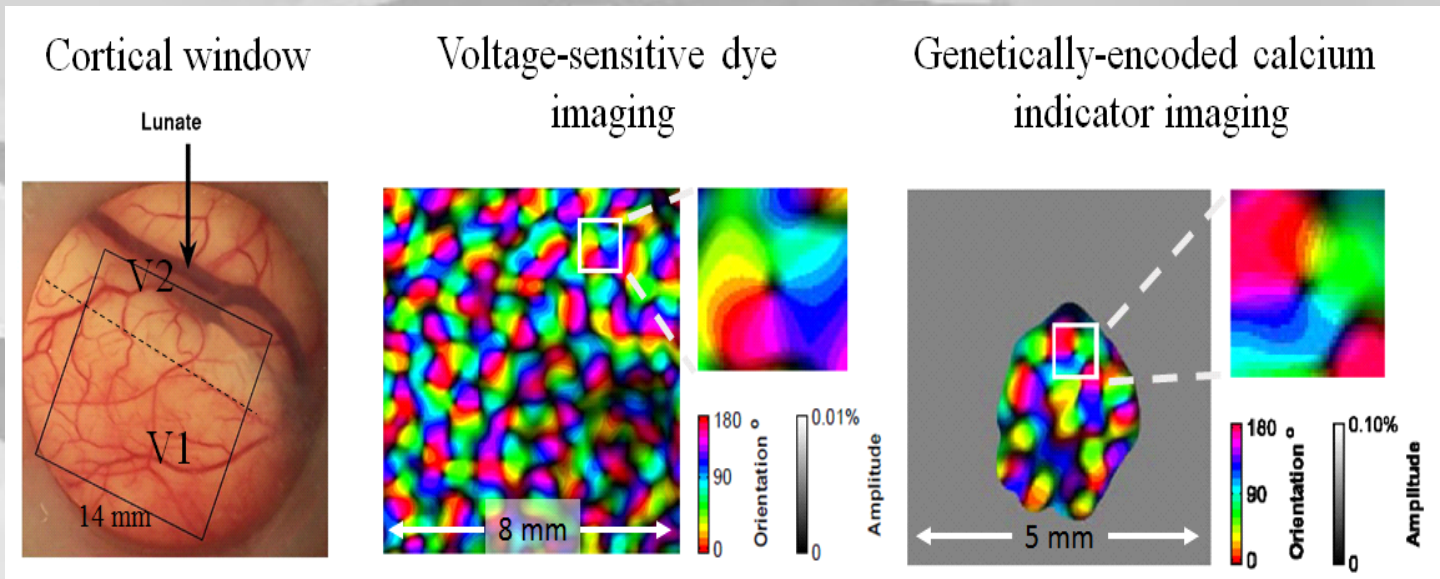 Cortical window
Lunate
V2
V1
14 mm
Voltage-sensitive dye
imaging
8 mm
180
90
0
Orientation °
0.01%
0
Amplitude
Genetically-encoded calcium
indicator imaging
5 mm
180
90
0
Orientation °
0.10%
0
Amplitude